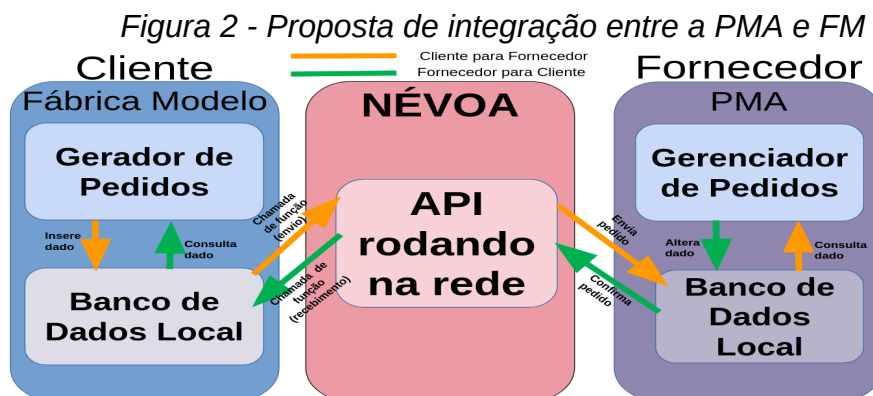 Figura 2 - Proposta de integração entre a PMA e FM
Cliente para Fornecedor
Fornecedor para Cliente
Cliente
Fábrica Modelo
Gerador de
Pedidos
Insere
dado
Consulta
dado
Banco de
Dados Local
Chamada
de função
(envio)
Chamada de
função
(recebimento)
NÉVOA
API
rodando
na rede
Envia
pedido
Confirma
pedido
Fornecedor
PMA
Gerenciador
de Pedidos
Altera
dado
Consulta
dado
Banco de
Dados
Local